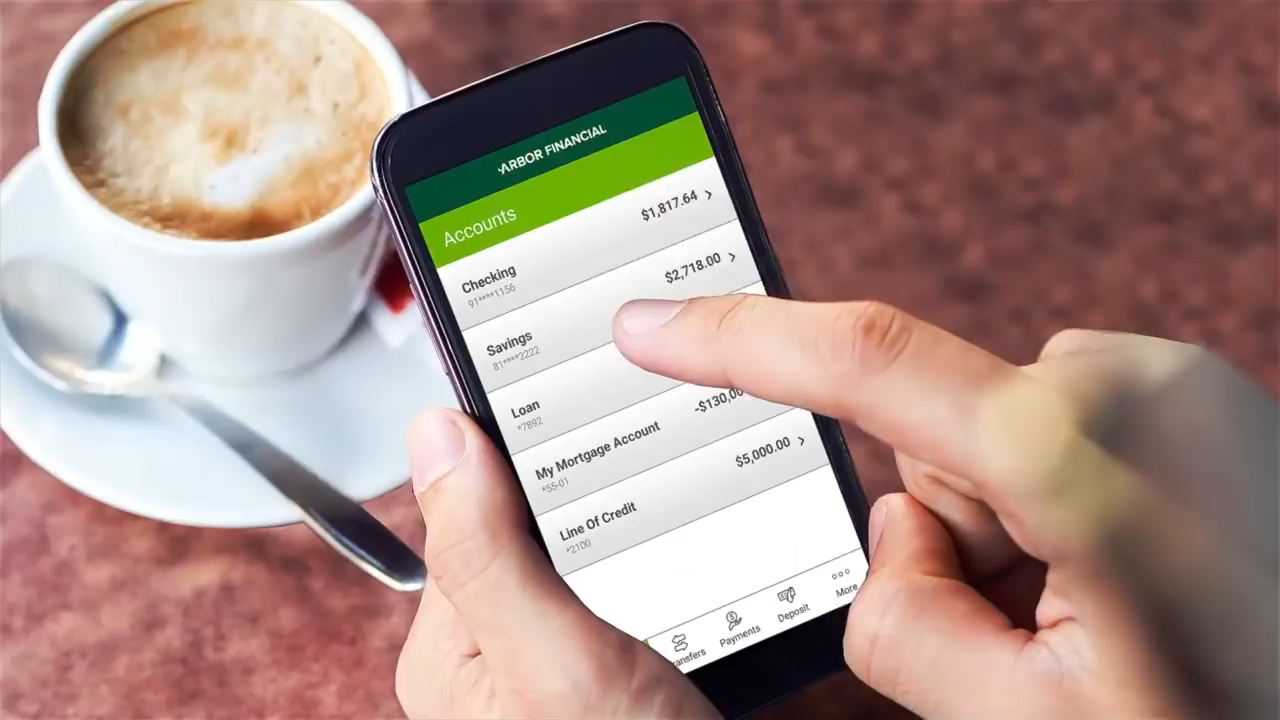 ARBOR FINANCIAL
Accounts
Checking $1,817.64
91****1156
Savings $2,718.00
81****2222
Loan
*7892
My Mortgage Account -$130,00
*55-01
Line Of Credit $5,000.00
*2100
ansfers Payments Deposit More